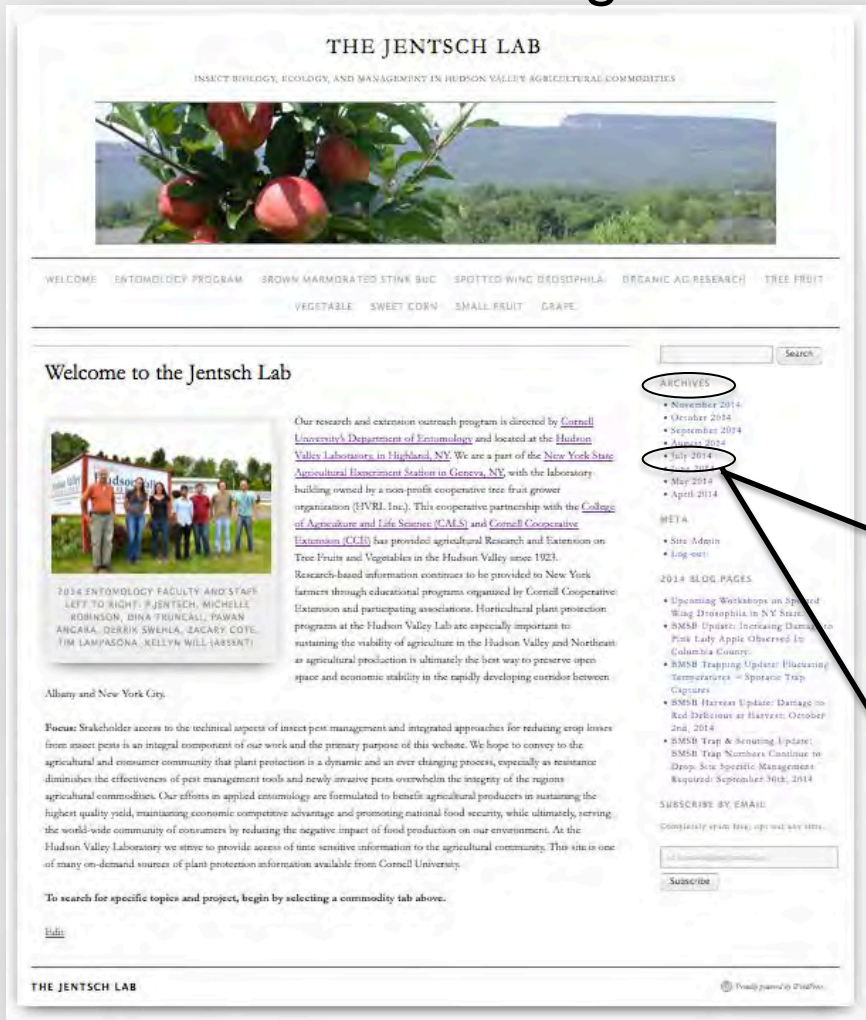 THE JENTSCH LAB
INSECT BIOLOGY, ECOLOGY, AND MANAGEMENT IN HUDSON VALLEY AGRICULTURAL COMMODITIES
WELCOME ENTOMOLOGY PROGRAM BROWN MARMORATED STINK BUG SPOTTED WING DROSOPHILA ORGANIC AG RESEARCH TREE FRUIT
VEGETABLE SWEET CORN SMALL FRUIT GRAPE
Welcome to the Jentsch Lab
Hudson Valley
2014 ENTOMOLOGY FACULTY AND STAFF
LEFT TO RIGHT: P.JENTSCH, MICHELLE
ROBINSON, DINA TRUNCALI, PAWAN
ANGARA, DERRIK SWEHLA, ZACARY COTE,
TIM LAMPASONA, KELLYN WILL (ABSENT)
Our research and extension outreach program is directed by Cornell
University's Department of Entomology and located at the Hudson
Valley Laboratory, in Highland, NY. We are a part of the New York State
Agricultural Experiment Station in Geneva, NY, with the laboratory
building owned by a non-profit cooperative tree fruit grower
organization (HVRL Inc.). This cooperative partnership with the College
of Agriculture and Life Science (CALS) and Cornell Cooperative
Extension (CCE) has provided agricultural Research and Extension on
Tree Fruits and Vegetables in the Hudson Valley since 1923.
Research-based information continues to be provided to New York
farmers through educational programs organized by Cornell Cooperative
Extension and participating associations. Horticultural plant protection
programs at the Hudson Valley Lab are especially important to
sustaining the viability of agriculture in the Hudson Valley and Northeast
as agricultural production is ultimately the best way to preserve open
space and economic stability in the rapidly developing corridor between
Albany and New York City.
Focus: Stakeholder access to the technical aspects of insect pest management and integrated approaches for reducing crop losses
from insect pests is an integral component of our work and the primary purpose of this website. We hope to convey to the
agricultural and consumer community that plant protection is a dynamic and an ever changing process, especially as resistance
diminishes the effectiveness of pest management tools and newly invasive pests overwhelm the integrity of the regions
agricultural commodities. Our efforts in applied entomology are formulated to benefit agricultural producers in sustaining the
highest quality yield, maintaining economic competitive advantage and promoting national food security, while ultimately, serving
the world-wide community of consumers by reducing the negative impact of food production on our environment. At the
Hudson Valley Laboratory we strive to provide access of time sensitive information to the agricultural community. This site is one
of many on-demand sources of plant protection information available from Cornell University.
To search for specific topics and project, begin by selecting a commodity tab above.
Edit
Search
ARCHIVES
• November 2014
• October 2014
• September 2014
• August 2014
• July 2014
• June 2014
• May 2014
• April 2014
META
• Site Admin
• Log out
2014 BLOG PAGES
• Upcoming Workshops on Spotted
Wing Drosophila in NY State
• BMSB Update: Increasing Damage to
Pink Lady Apple Observed In
Columbia County.
• BMSB Trapping Update: Fluctuating
Temperatures = Sporatic Trap
Captures
• BMSB Harvest Update: Damage to
Red Delicious at Harvest: October
2nd, 2014
• BMSB Trap & Scouting Update:
BMSB Trap Numbers Continue to
Drop: Site Specific Management
Required: September 30th, 2014
SUBSCRIBE BY EMAIL
Completely spam free, opt out any time.
Subscribe
THE JENTSCH LAB
Proudly powered by WordPress